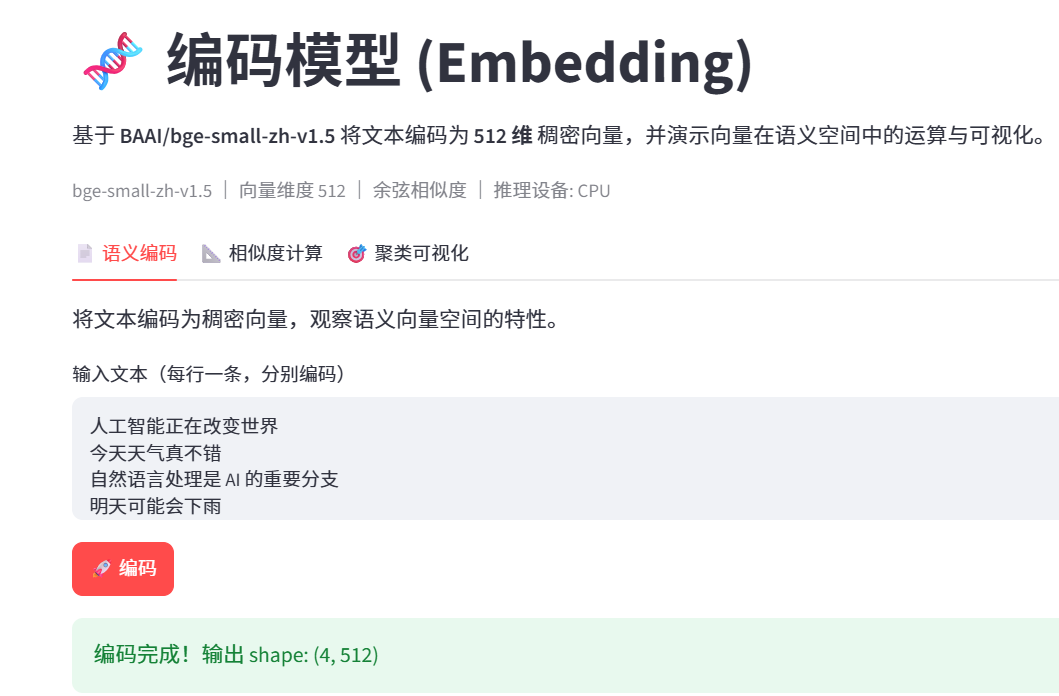 编码模型 (Embedding)
基于 BAAI/bge-small-zh-v1.5 将文本编码为 512 维 稠密向量，并演示向量在语义空间中的运算与可视化。
bge-small-zh-v1.5 ｜ 向量维度 512 ｜ 余弦相似度 ｜ 推理设备: CPU
语义编码 相似度计算 聚类可视化
将文本编码为稠密向量，观察语义向量空间的特性。
输入文本（每行一条，分别编码）
人工智能正在改变世界
今天天气真不错
自然语言处理是 AI 的重要分支
明天可能会下雨
编码
编码完成！输出 shape: (4, 512)